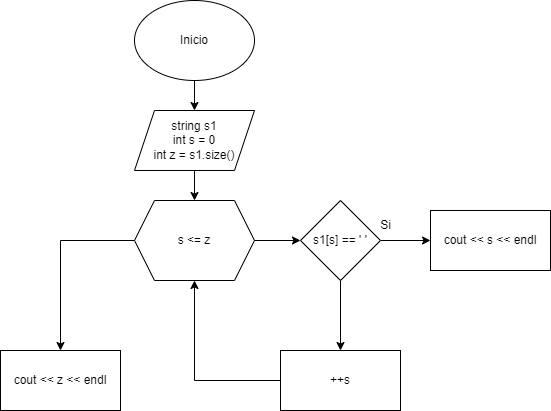 Inicio
string s1
int s = 0
int z = s1.size()
s <= z
s1[s] == ' '
Si
cout << s << endl
cout << z << endl
++s